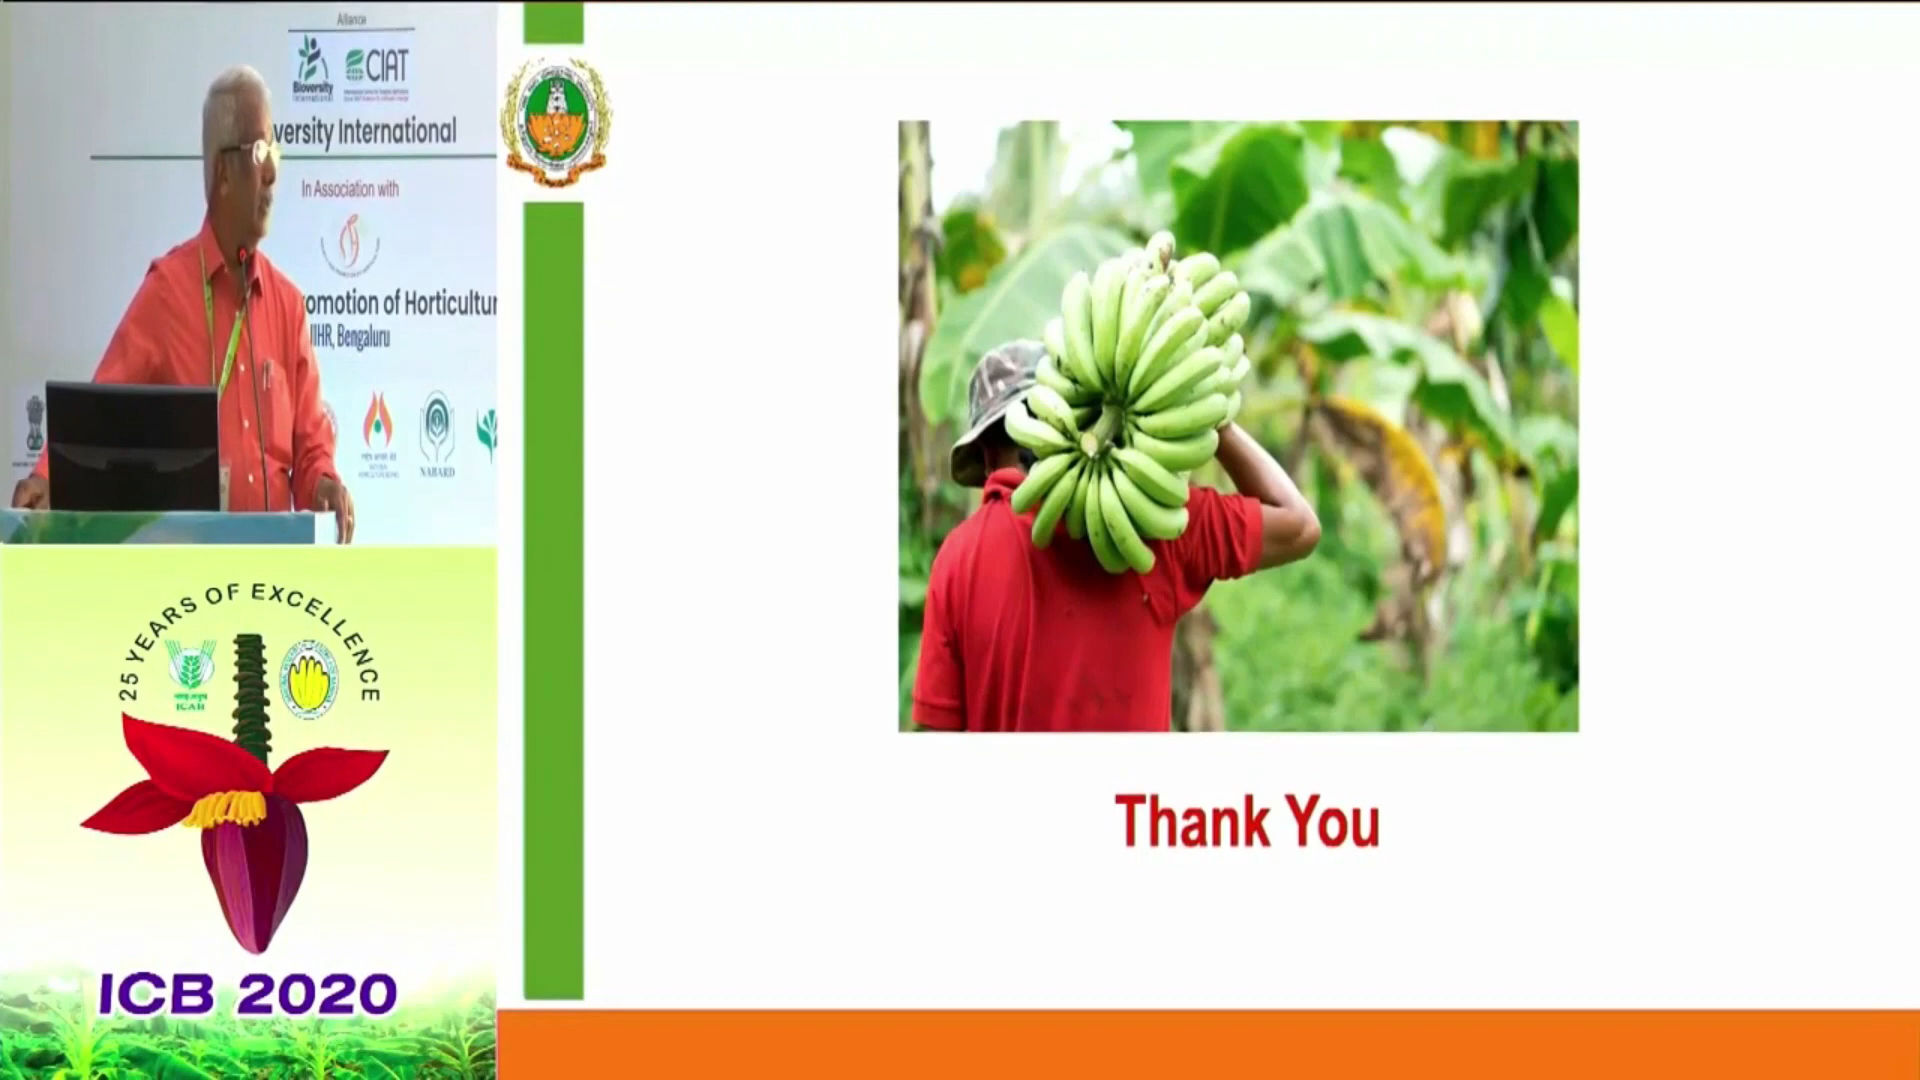 Alliance
Bioversity
International
CIAT
versity International
In Association with
romotion of Horticultur
IIHR, Bengaluru
NABARD
25 YEARS OF EXCELLENCE
ICAR
ICB 2020
Thank You